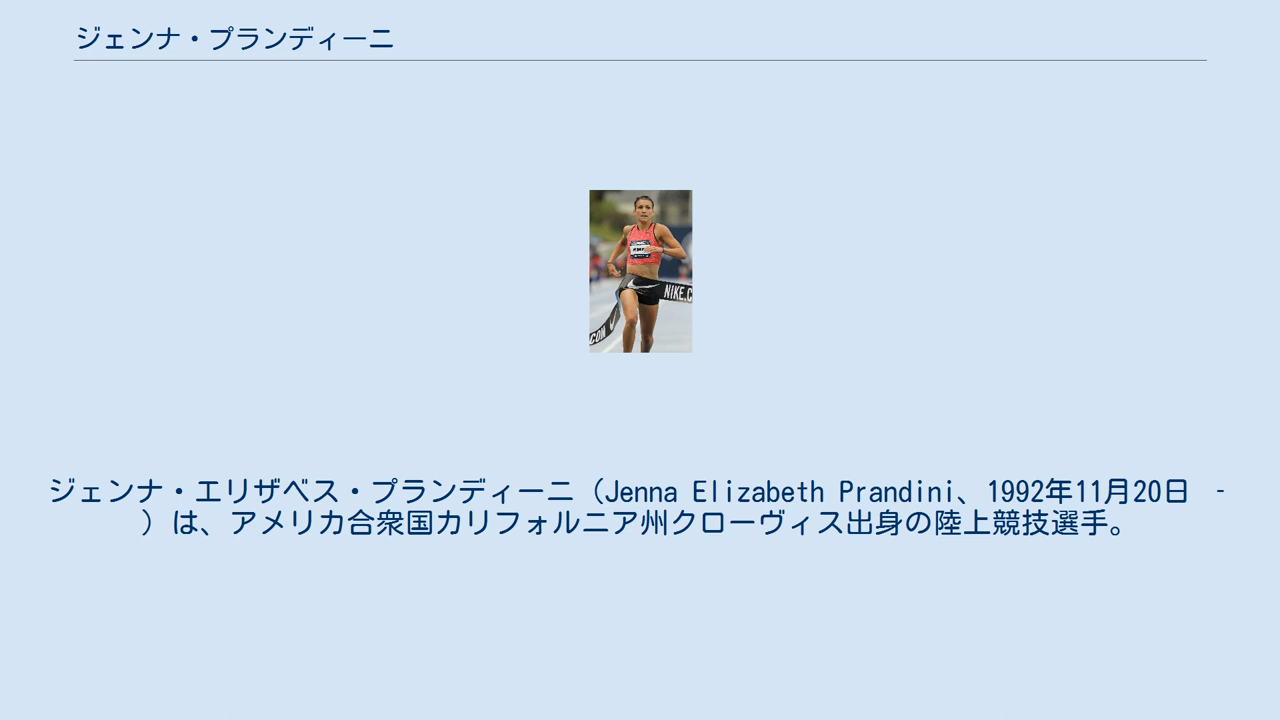 ジェンナ・プランディーニ
NIKE.C
COM
ジェンナ・エリザベス・プランディーニ（Jenna Elizabeth Prandini、1992年11月20日 -
）は、アメリカ合衆国カリフォルニア州クローヴィス出身の陸上競技選手。